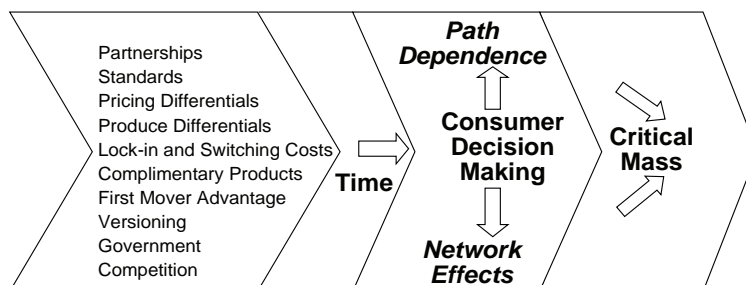 Partnerships
Standards
Pricing Differentials
Produce Differentials
Lock-in and Switching Costs
Complimentary Products
First Mover Advantage
Versioning
Government
Competition
Time
Path
Dependence
Consumer
Decision
Making
Network
Effects
Critical
Mass